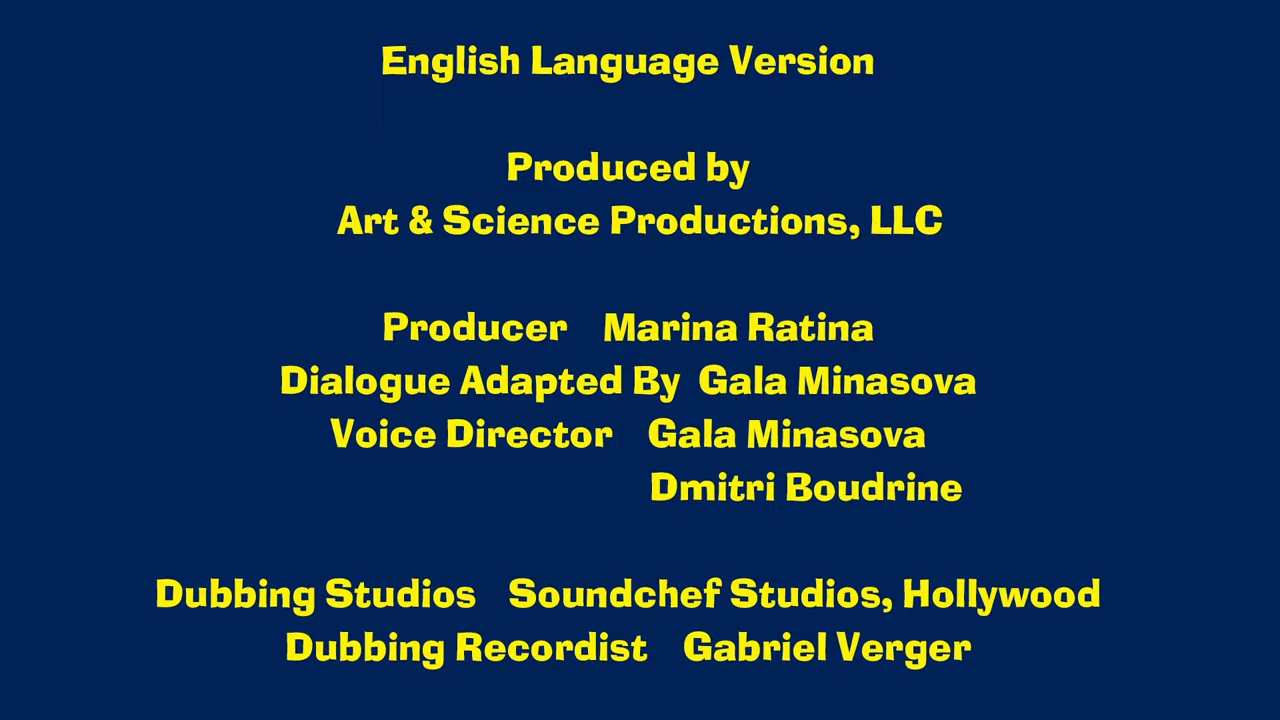 English Language Version
Produced by
Art & Science Productions, LLC
Producer Marina Ratina
Dialogue Adapted By Gala Minasova
Voice Director Gala Minasova
Dmitri Boudrine
Dubbing Studios Soundchef Studios, Hollywood
Dubbing Recordist Gabriel Verger